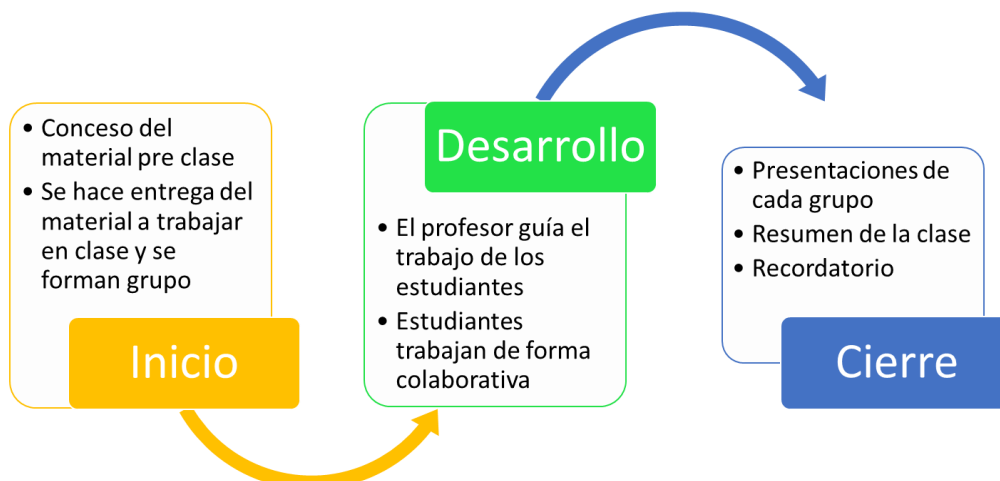 • Conceso del
material pre clase
• Se hace entrega del
material a trabajar
en clase y se
forman grupo
Inicio
Desarrollo
• El profesor guía el
trabajo de los
estudiantes
• Estudiantes
trabajan de forma
colaborativa
• Presentaciones de
cada grupo
• Resumen de la clase
• Recordatorio
Cierre